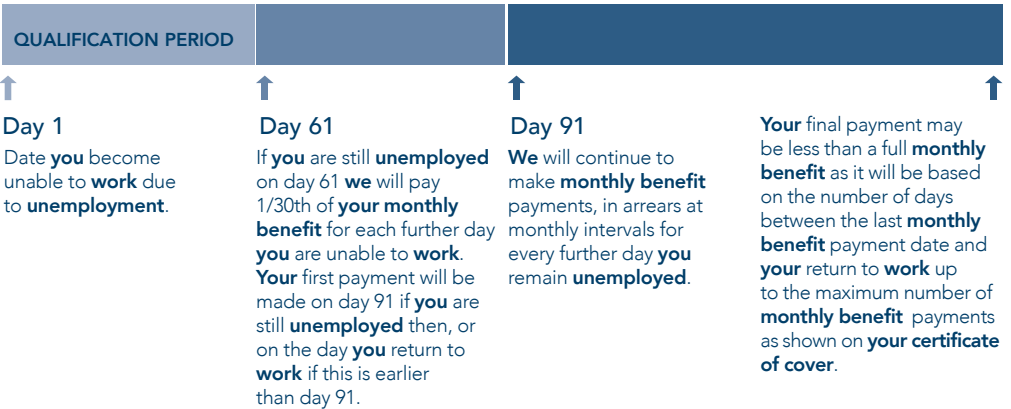 QUALIFICATION PERIOD
Day 1
Date you become
unable to work due
to unemployment.
Day 61
If you are still unemployed
on day 61 we will pay
1/30th of your monthly
benefit for each further day
you are unable to work.
Your first payment will be
made on day 91 if you are
still unemployed then, or
on the day you return to
work if this is earlier
than day 91.
Day 91
We will continue to
make monthly benefit
payments, in arrears at
monthly intervals for
every further day you
remain unemployed.
Your final payment may
be less than a full monthly
benefit as it will be based
on the number of days
between the last monthly
benefit payment date and
your return to work up
to the maximum number of
monthly benefit payments
as shown on your certificate
of cover.